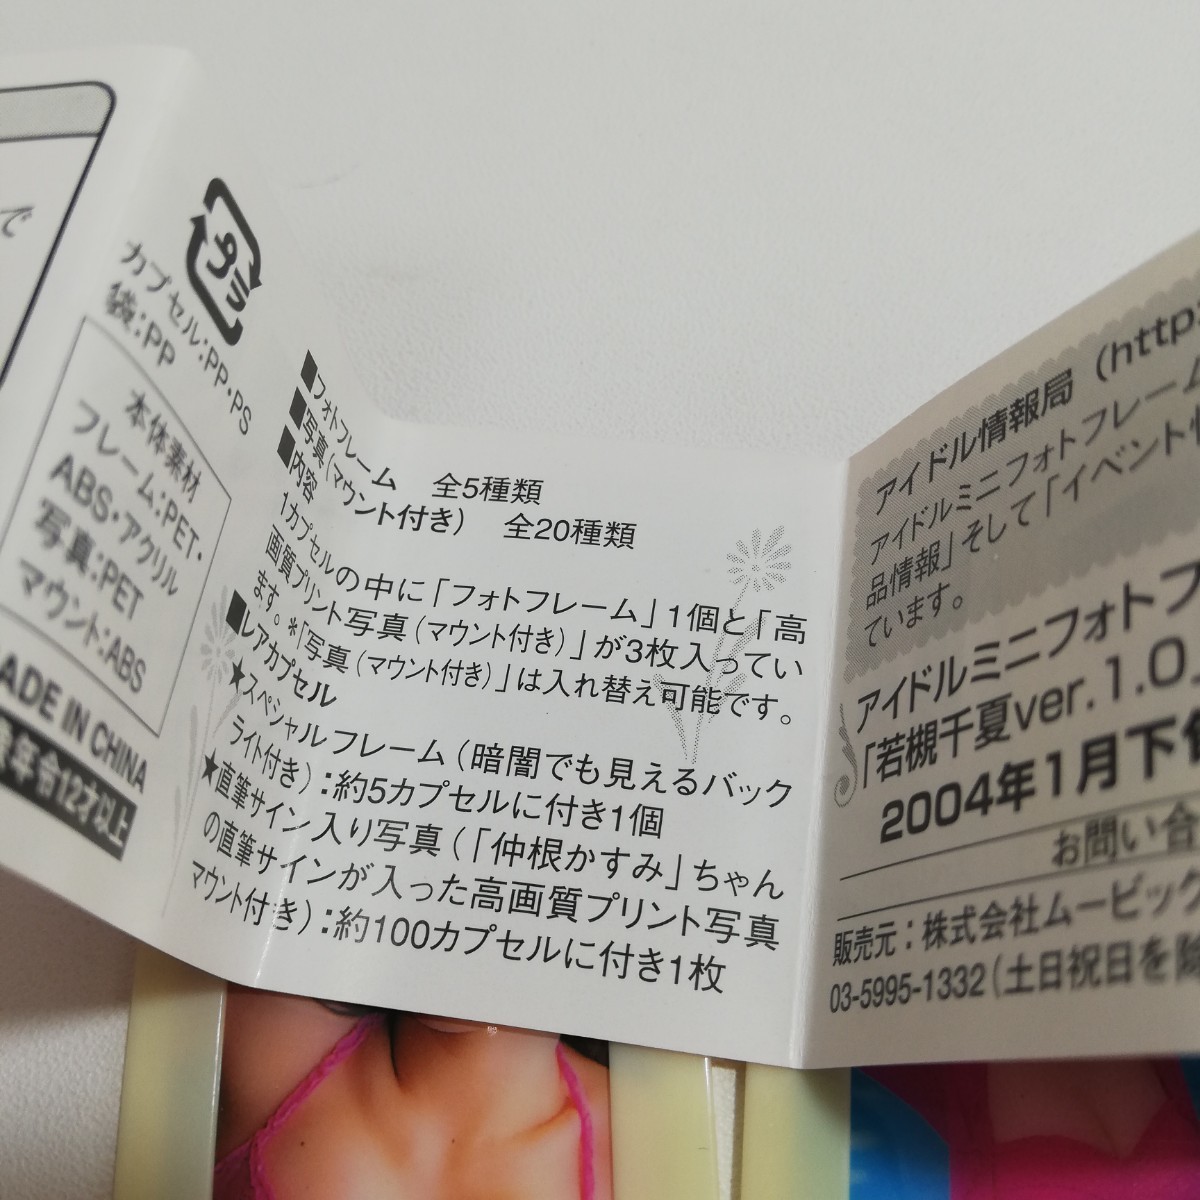 で
プラ
カプセル:PP・PS
袋:PP
本体素材
フレーム:PET・
ABS・アクリル
写真:PET
マウント:ABS
MADE IN CHINA
年令12才以上
■フォトフレーム 全5種類
■写真(マウント付き) 全20種類
■内容
1カプセルの中に「フォトフレーム」1個と「高
画質プリント写真(マウント付き)」が3枚入ってい
ます。*「写真(マウント付き)」は入れ替え可能です。
■レアカプセル
★スペシャルフレーム(暗闇でも見えるバック
ライト付き):約5カプセルに付き1個
★直筆サイン入り写真(「仲根かすみ」ちゃん
の直筆サインが入った高画質プリント写真
マウント付き):約100カプセルに付き1枚
アイドル情報局 (http:
アイドルミニフォトフレーム
品情報」そして「イベント
ています。
アイドルミニフォトフ
「若槻千夏ver.1.0」
2004年1月下
お問い合
販売元:株式会社ムービック
03-5995-1332(土日祝日を除